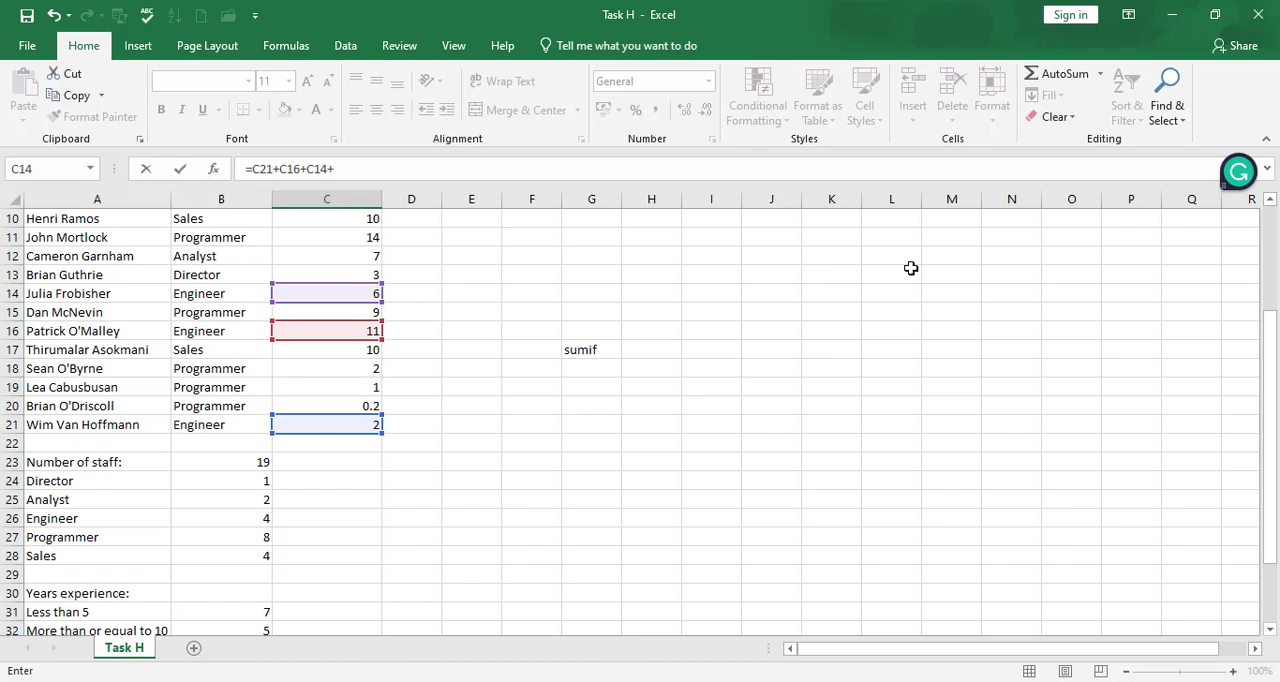 Task H - Excel
Sign in
File Home Insert Page Layout Formulas Data Review View Help Tell me what you want to do Share
Paste
Cut
Copy
Format Painter
Clipboard
11
A A
B I U A
Font
Wrap Text
Merge & Center
Alignment
General
% ,
Number
Conditional Formatting
Format as Table
Cell Styles
Styles
Insert Delete Format
Cells
AutoSum
Fill
Clear
Sort & Filter
Find & Select
Editing
C14 fx =C21+C16+C14+
A B C D E F G H I J K L M N O P Q R
10 Henri Ramos Sales 10
11 John Mortlock Programmer 14
12 Cameron Garnham Analyst 7
13 Brian Guthrie Director 3
14 Julia Frobisher Engineer 6
15 Dan McNevin Programmer 9
16 Patrick O'Malley Engineer 11
17 Thirumalar Asokmani Sales 10 sumif
18 Sean O'Byrne Programmer 2
19 Lea Cabusbusan Programmer 1
20 Brian O'Driscoll Programmer 0.2
21 Wim Van Hoffmann Engineer 2
22
23 Number of staff: 19
24 Director 1
25 Analyst 2
26 Engineer 4
27 Programmer 8
28 Sales 4
29
30 Years experience:
31 Less than 5 7
32 More than or equal to 10 5
Task H
Enter 100%